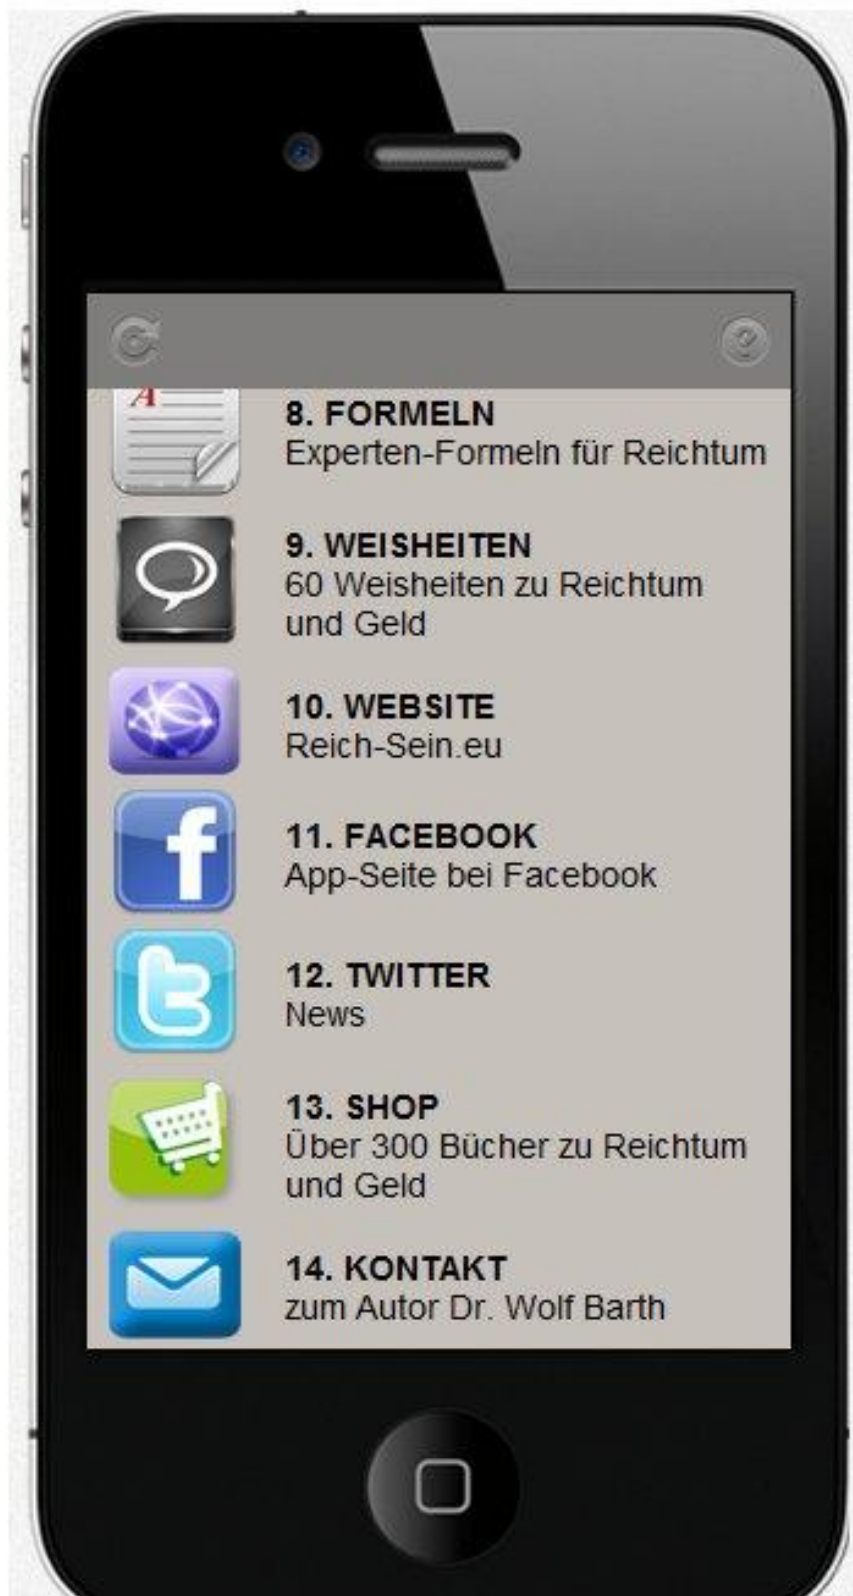 A
8. FORMELN
Experten-Formeln für Reichtum
9. WEISHEITEN
60 Weisheiten zu Reichtum
und Geld
10. WEBSITE
Reich-Sein.eu
11. FACEBOOK
App-Seite bei Facebook
12. TWITTER
News
13. SHOP
Über 300 Bücher zu Reichtum
und Geld
14. KONTAKT
zum Autor Dr. Wolf Barth